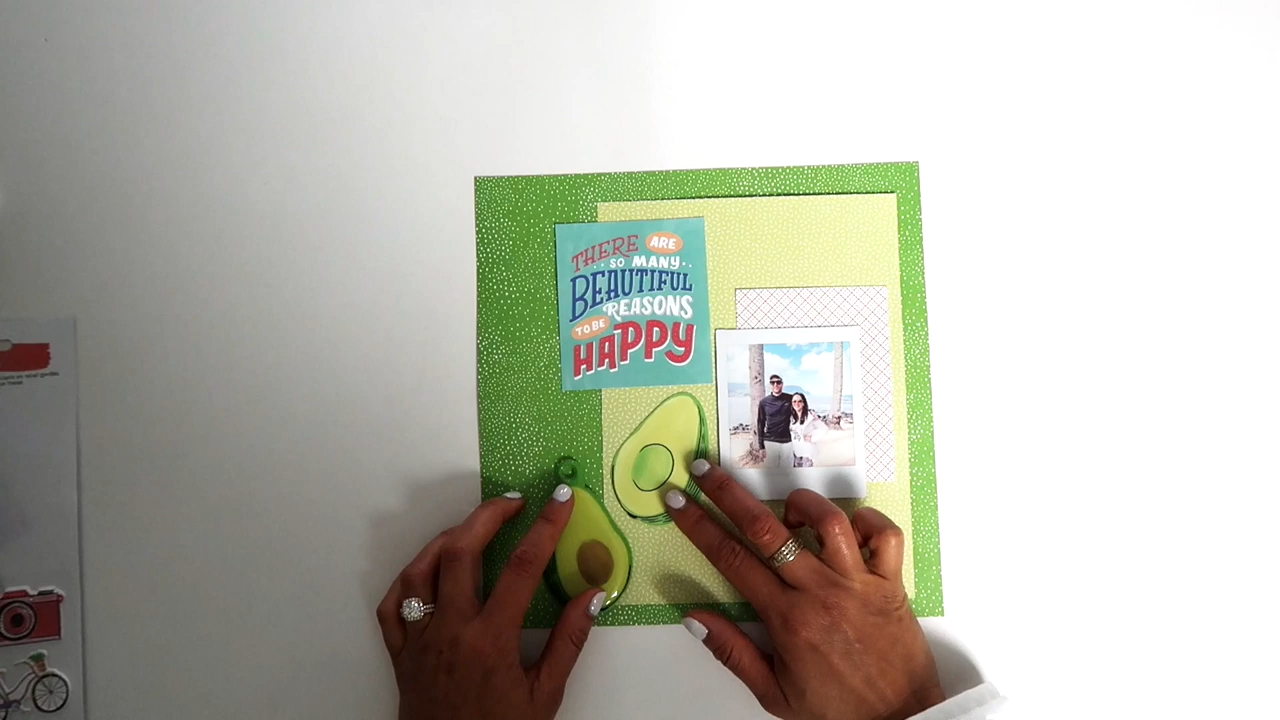 THERE ARE
SO MANY
BEAUTIFUL
REASONS
TO BE
HAPPY